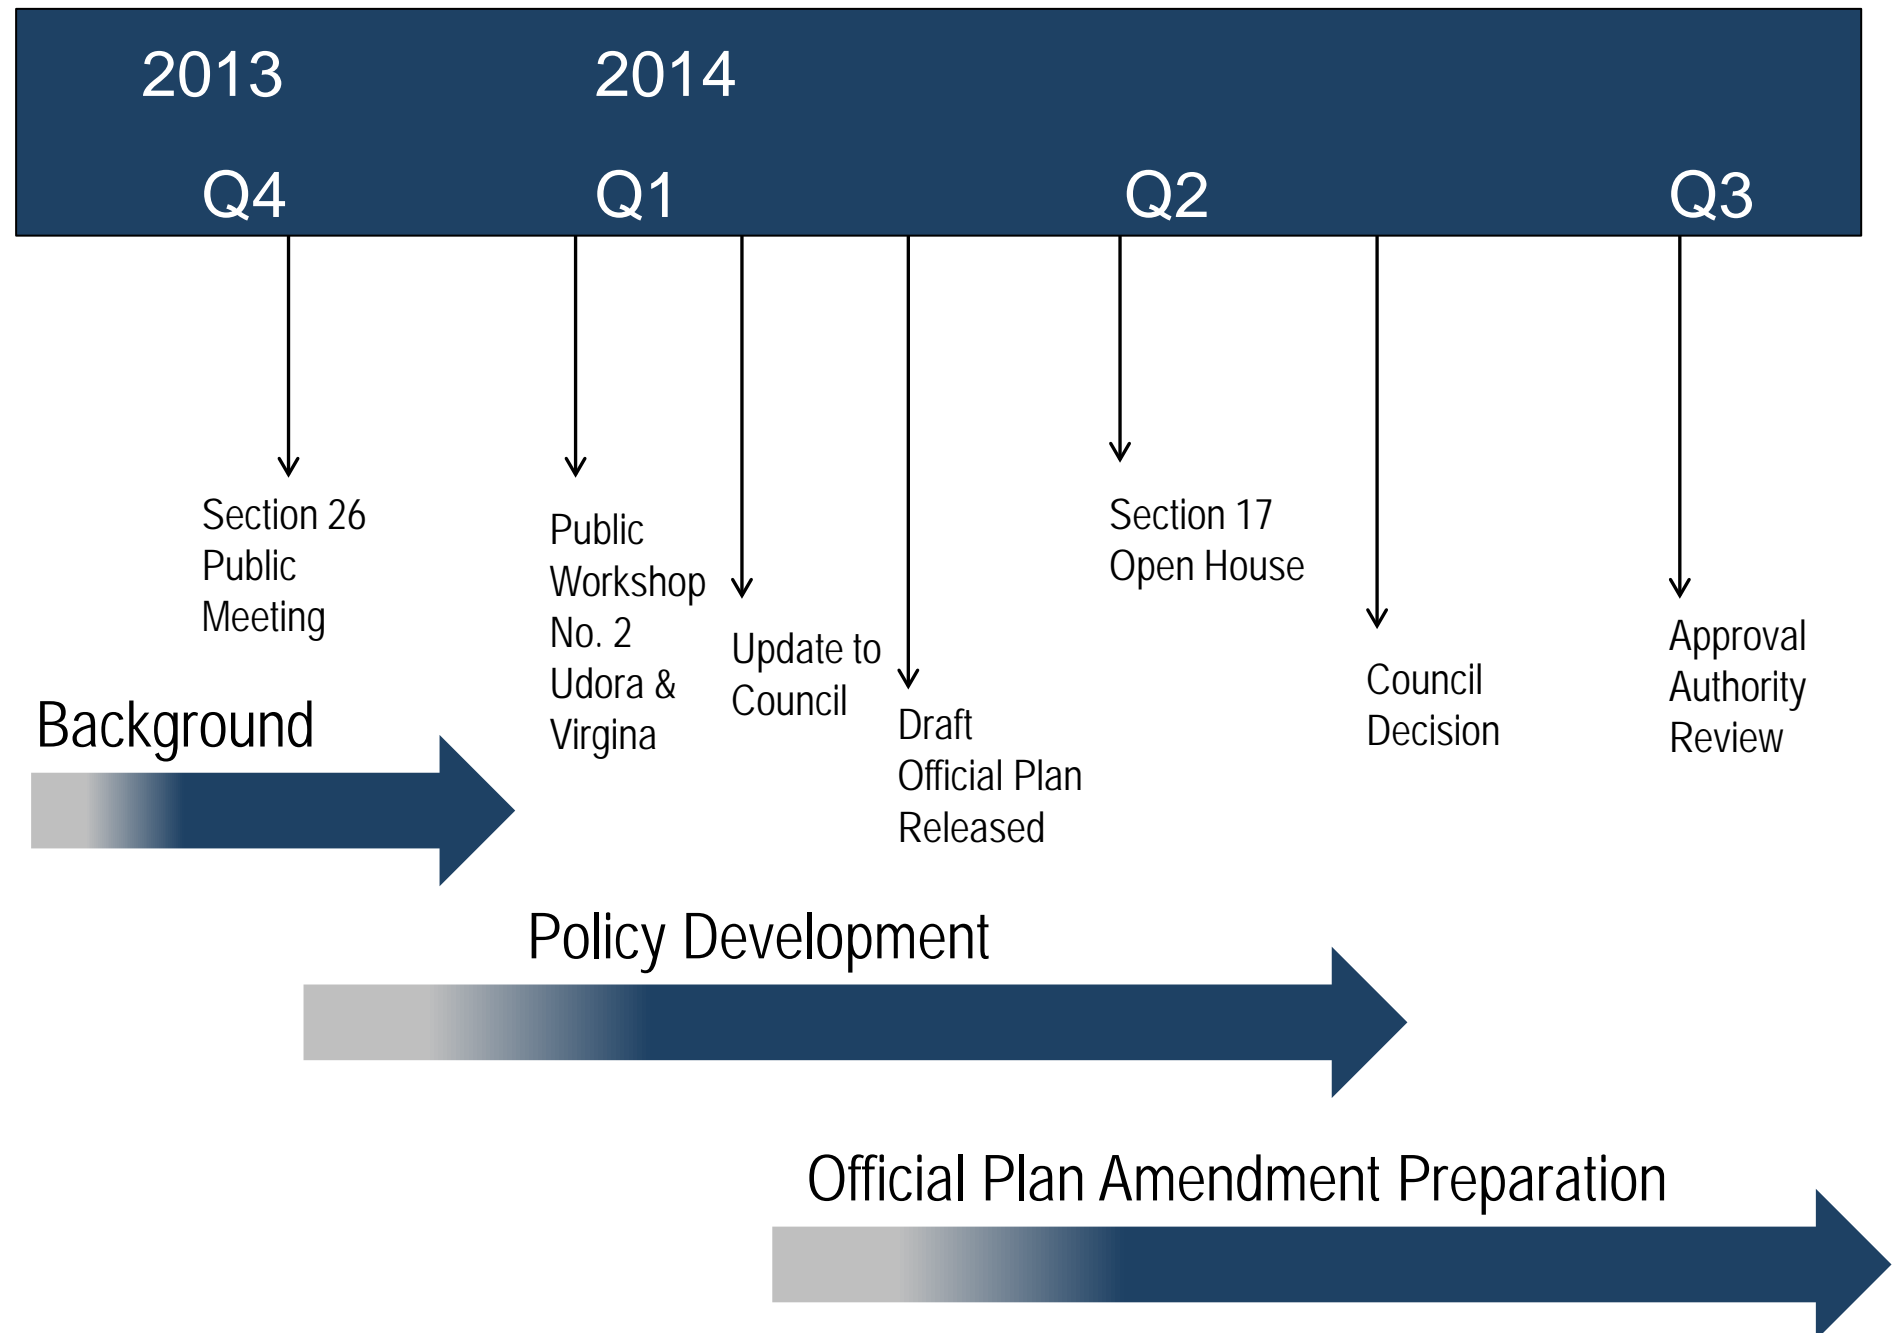 2013
2014
Q4
Q1
Q2
Q3
Section 26
Public
Meeting
Public
Workshop
No. 2
Udora &
Virgina
Update to
Council
Draft
Official Plan
Released
Section 17
Open House
Council
Decision
Approval
Authority
Review
Background
Policy Development
Official Plan Amendment Preparation